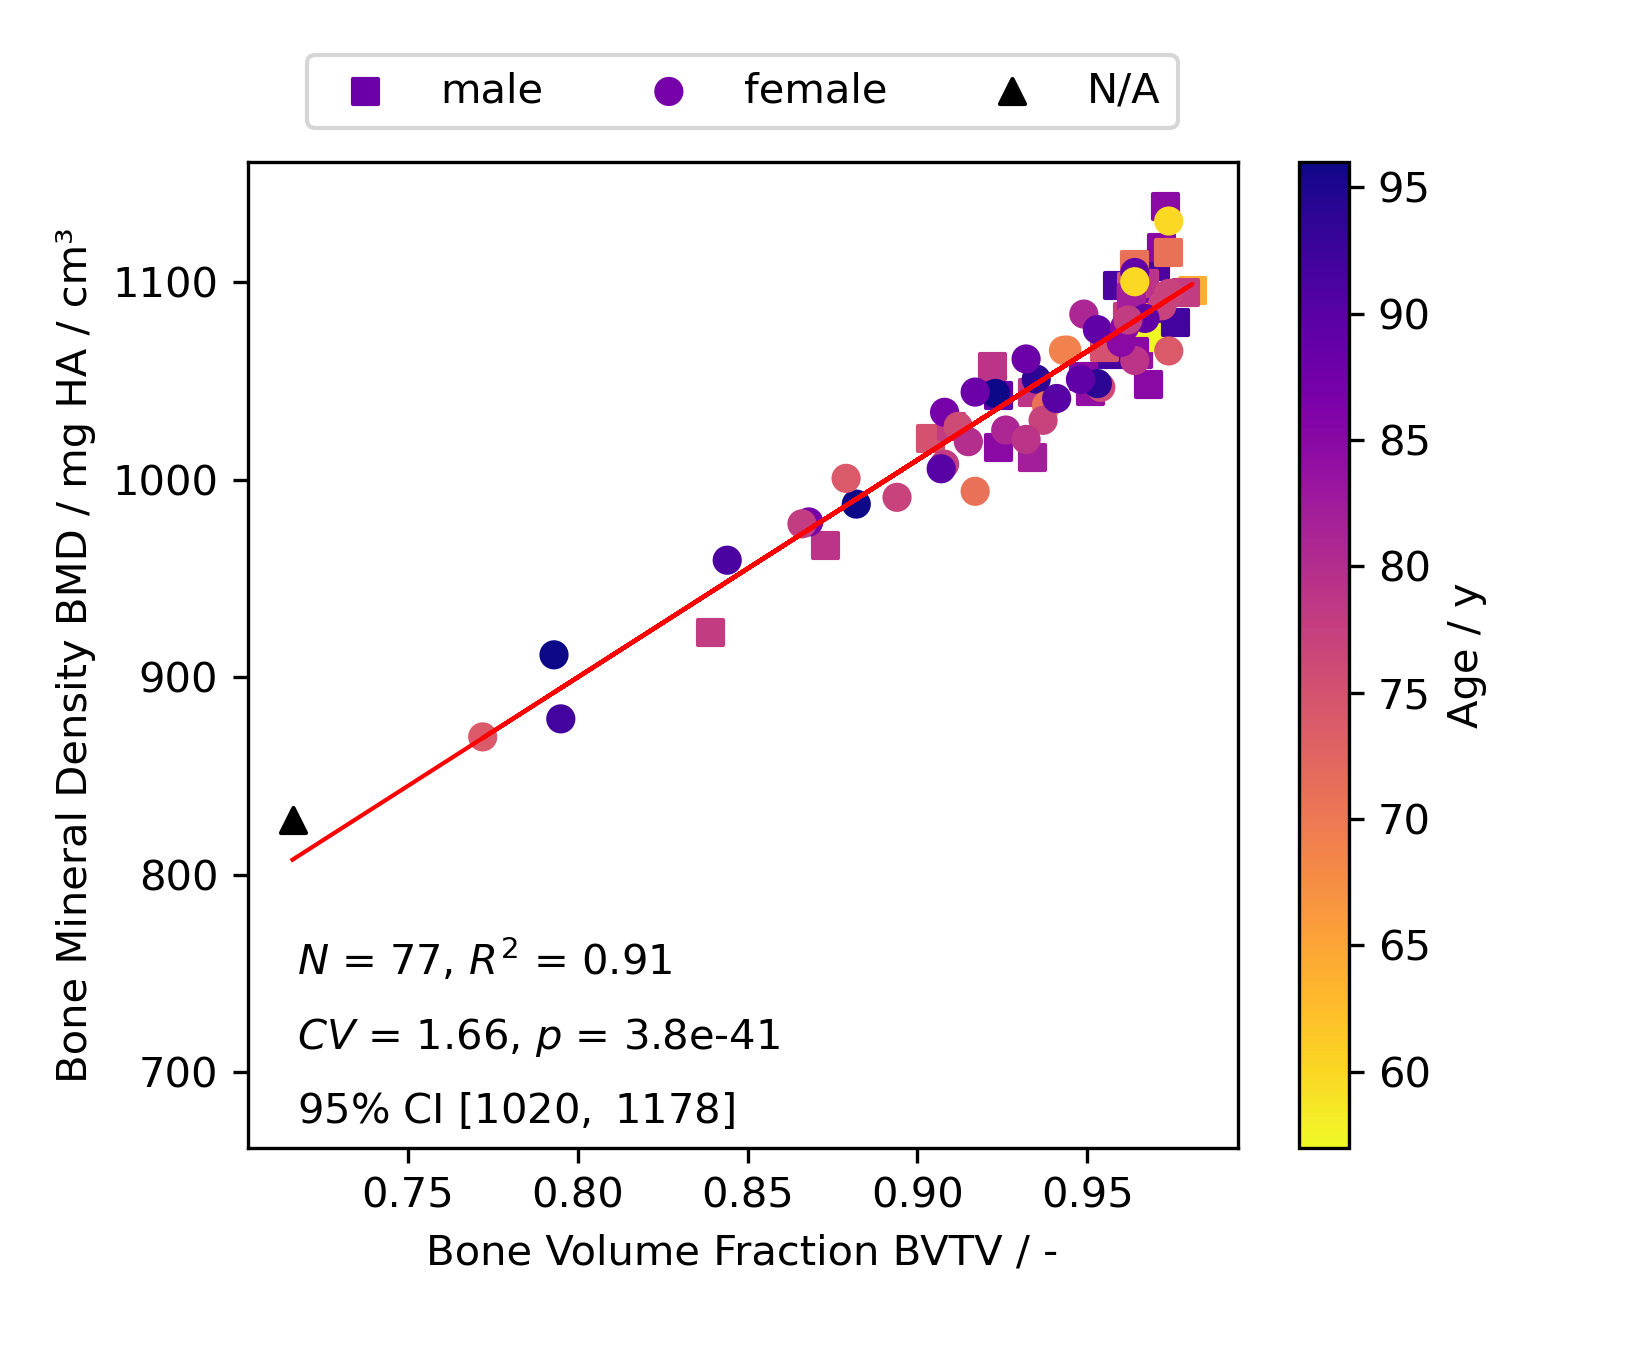 male female N/A
Bone Mineral Density BMD / mg HA / cm³
1100
1000
900
800
700
N = 77, R² = 0.91
CV = 1.66, p = 3.8e-41
95% CI [1020, 1178]
0.75 0.80 0.85 0.90 0.95
Bone Volume Fraction BVTV / -
95
90
85
80
75
70
65
60
Age / y